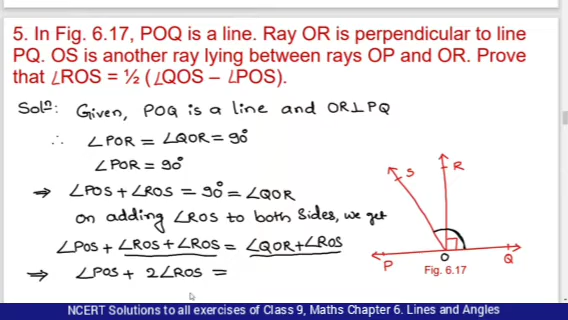 5. In Fig. 6.17, POQ is a line. Ray OR is perpendicular to line
PQ. OS is another ray lying between rays OP and OR. Prove
that ∠ROS = ½ (∠QOS – ∠POS).
Solⁿ: Given, POQ is a line and OR⊥PQ
∴ ∠POR = ∠QOR = 90°
∠POR = 90°
⇒ ∠POS + ∠ROS = 90° = ∠QOR
on adding ∠ROS to both sides, we get
∠POS + ∠ROS + ∠ROS = ∠QOR + ∠ROS
⇒ ∠POS + 2∠ROS =
S
R
P
O
Q
Fig. 6.17
NCERT Solutions to all exercises of Class 9, Maths Chapter 6. Lines and Angles